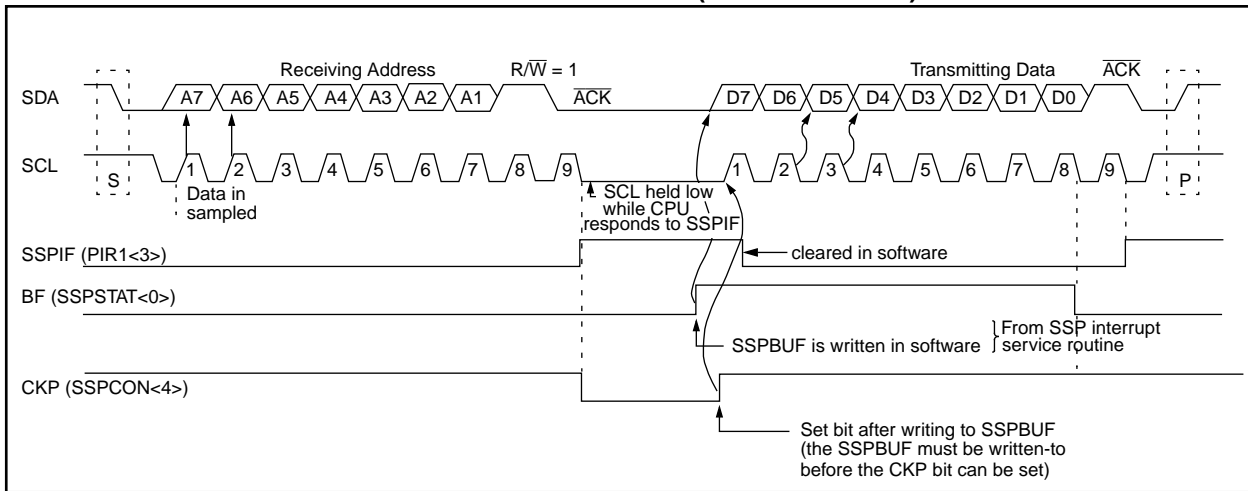 Receiving Address R/W = 1 Transmitting Data ACK
SDA A7 A6 A5 A4 A3 A2 A1 ACK D7 D6 D5 D4 D3 D2 D1 D0
SCL S 1 2 3 4 5 6 7 8 9 1 2 3 4 5 6 7 8 9 P
Data in
sampled
SCL held low
while CPU
responds to SSPIF
SSPIF (PIR1<3>)
cleared in software
BF (SSPSTAT<0>)
SSPBUF is written in software
From SSP interrupt
service routine
CKP (SSPCON<4>)
Set bit after writing to SSPBUF
(the SSPBUF must be written-to
before the CKP bit can be set)